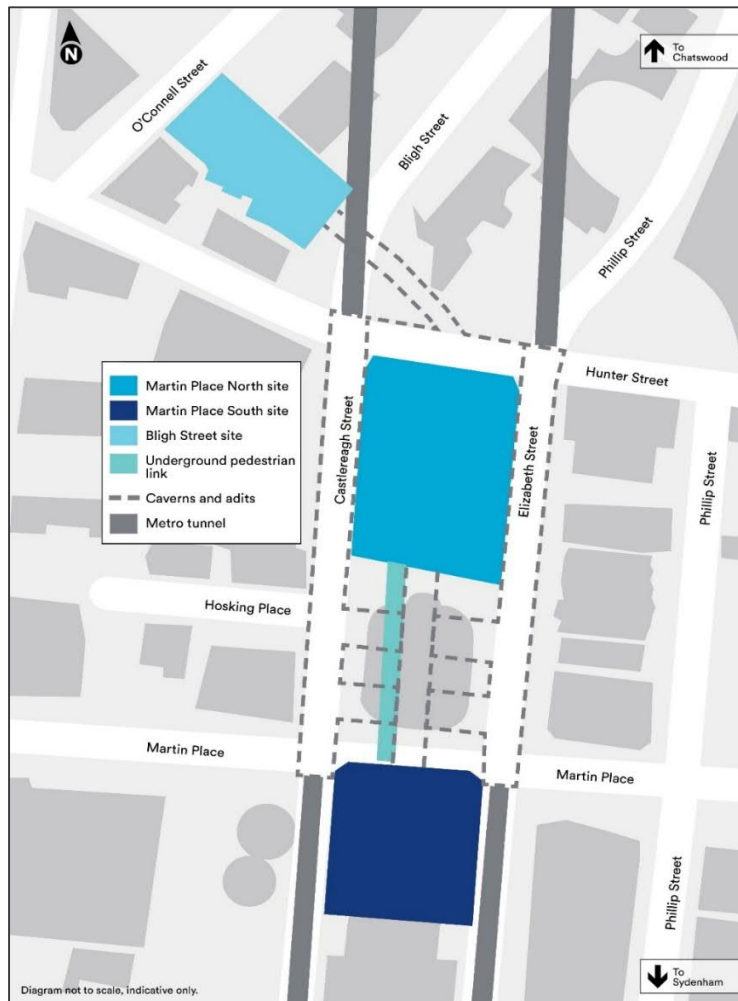 N
To
Chatswood
O'Connell Street
Bligh Street
Phillip Street
Hunter Street
Martin Place North site
Martin Place South site
Bligh Street site
Underground pedestrian
link
Caverns and adits
Metro tunnel
Castlereagh Street
Elizabeth Street
Phillip Street
Hosking Place
Martin Place
Martin Place
Phillip Street
Diagram not to scale, indicative only.
To
Sydenham